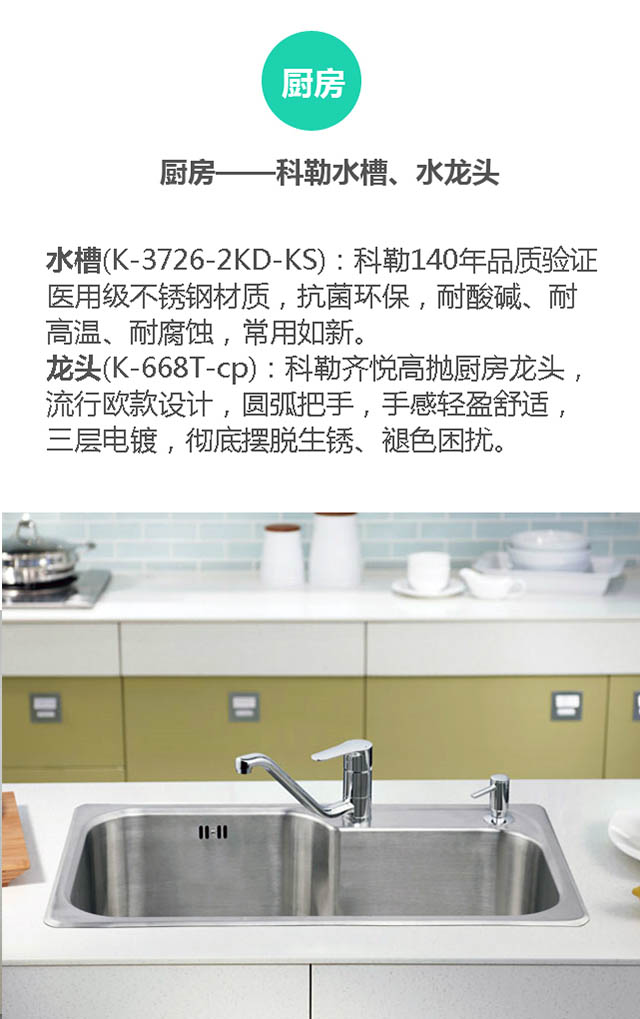 厨房
厨房——科勒水槽、水龙头
水槽(K-3726-2KD-KS)：科勒140年品质验证
医用级不锈钢材质，抗菌环保，耐酸碱、耐
高温、耐腐蚀，常用如新。
龙头(K-668T-cp)：科勒齐悦高抛厨房龙头，
流行欧款设计，圆弧把手，手感轻盈舒适，
三层电镀，彻底摆脱生锈、褪色困扰。